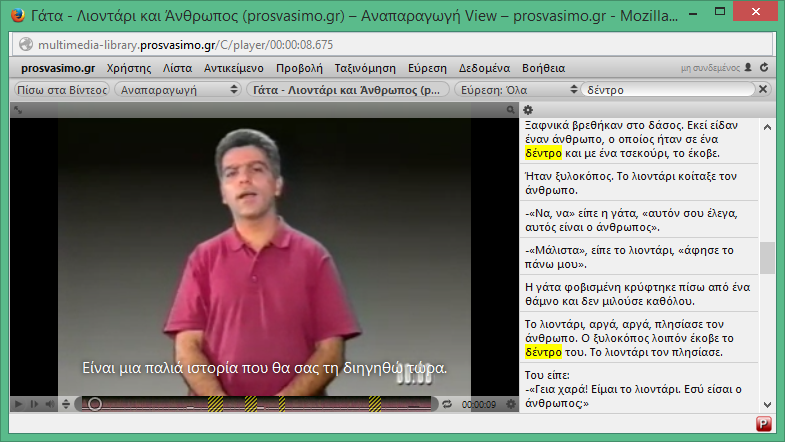 Γάτα - Λιοντάρι και Άνθρωπος (prosvasimo.gr) – Αναπαραγωγή View – prosvasimo.gr - Mozilla...
multimedia-library.prosvasimo.gr/C/player/00:00:08.675
prosvasimo.gr Χρήστης Λίστα Αντικείμενο Προβολή Ταξινόμηση Εύρεση Δεδομένα Βοήθεια μη συνδεμένος
Πίσω στα Βίντεος Αναπαραγωγή Γάτα - Λιοντάρι και Άνθρωπος (p... Εύρεση: Όλα δέντρο
Ξαφνικά βρεθήκαν στο δάσος. Εκεί είδαν
έναν άνθρωπο, ο οποίος ήταν σε ένα
δέντρο και με ένα τσεκούρι, το έκοβε.
Ήταν ξυλοκόπος. Το λιοντάρι κοίταξε τον
άνθρωπο.
-«Να, να» είπε η γάτα, «αυτόν σου έλεγα,
αυτός είναι ο άνθρωπος».
-«Μάλιστα», είπε το λιοντάρι, «άφησε το
πάνω μου».
Η γάτα φοβισμένη κρύφτηκε πίσω από ένα
θάμνο και δεν μιλούσε καθόλου.
Το λιοντάρι, αργά, αργά, πλησίασε τον
άνθρωπο. Ο ξυλοκόπος λοιπόν έκοβε το
δέντρο του. Το λιοντάρι τον πλησίασε.
Του είπε:
-«Γεια χαρά! Είμαι το λιοντάρι. Εσύ είσαι ο
άνθρωπος;»
Είναι μια παλιά ιστορία που θα σας τη διηγηθώ τώρα.
00:00:09